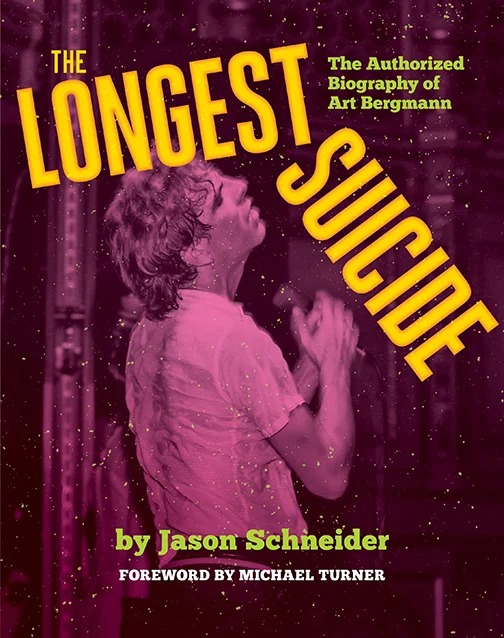 THE
LONGEST
SUICIDE
The Authorized
Biography of
Art Bergmann
by Jason Schneider
FOREWORD BY MICHAEL TURNER